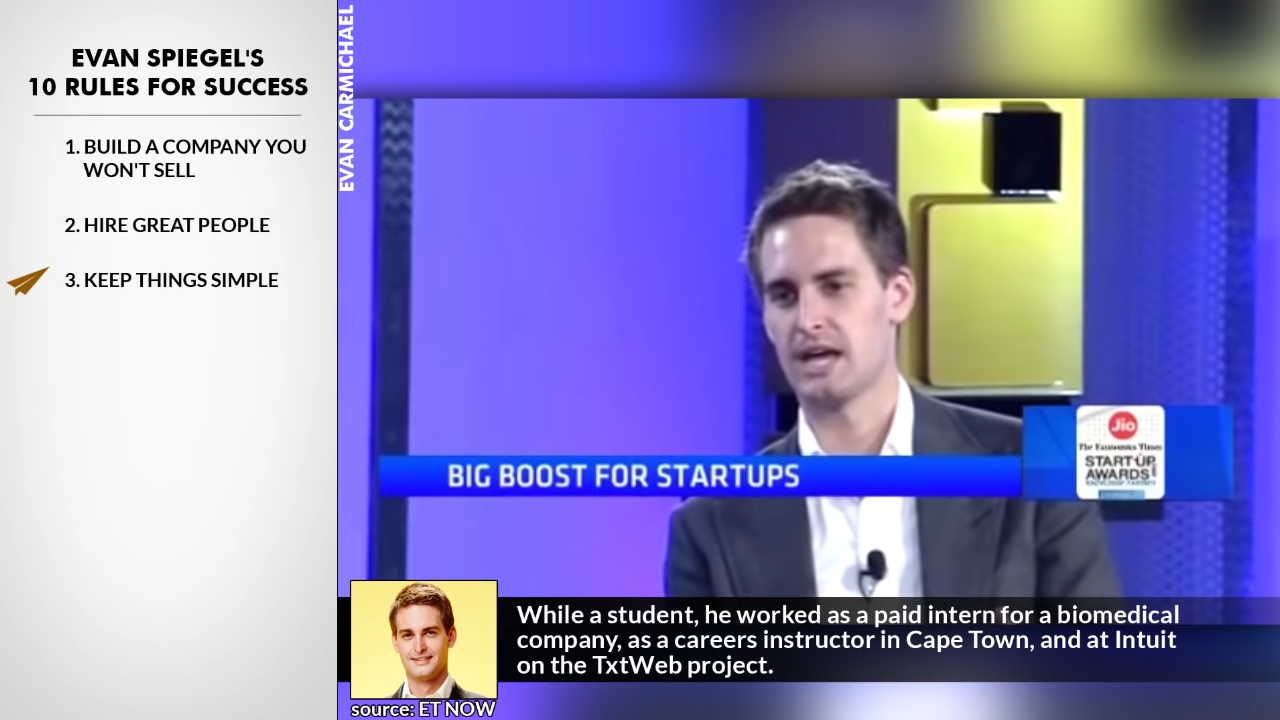 EVAN SPIEGEL'S
10 RULES FOR SUCCESS
1. BUILD A COMPANY YOU
WON'T SELL
2. HIRE GREAT PEOPLE
3. KEEP THINGS SIMPLE
EVAN CARMICHAEL
Jio
The Economic Times
START-UP
AWARDS
BIG BOOST FOR STARTUPS
While a student, he worked as a paid intern for a biomedical
company, as a careers instructor in Cape Town, and at Intuit
on the TxtWeb project.
source: ET NOW